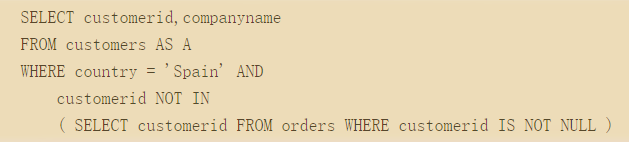 SELECT customerid,companyname
FROM customers AS A
WHERE country = 'Spain' AND
customerid NOT IN
( SELECT customerid FROM orders WHERE customerid IS NOT NULL )